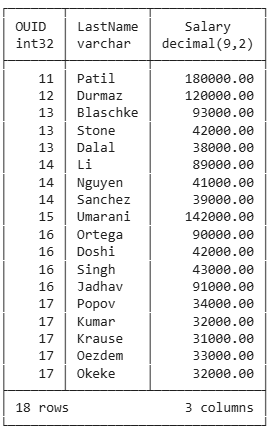 OUID LastName Salary
int32 varchar decimal(9,2)
11 Patil 180000.00
12 Durmaz 120000.00
13 Blaschke 93000.00
13 Stone 42000.00
13 Dalal 38000.00
14 Li 89000.00
14 Nguyen 41000.00
14 Sanchez 39000.00
15 Umarani 142000.00
16 Ortega 90000.00
16 Doshi 42000.00
16 Singh 43000.00
16 Jadhav 91000.00
17 Popov 34000.00
17 Kumar 32000.00
17 Krause 31000.00
17 Oezdem 33000.00
17 Okeke 32000.00
18 rows 3 columns